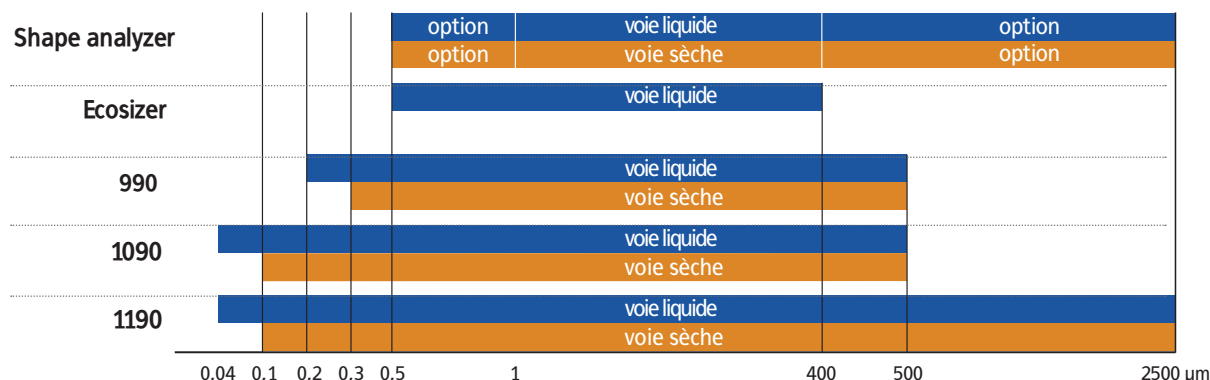 Shape analyzer
option voie liquide option
option voie sèche option
Ecosizer
voie liquide
990
voie liquide
voie sèche
1090
voie liquide
voie sèche
1190
voie liquide
voie sèche
0.04 0.1 0.2 0.3 0.5 1 400 500 2500 um